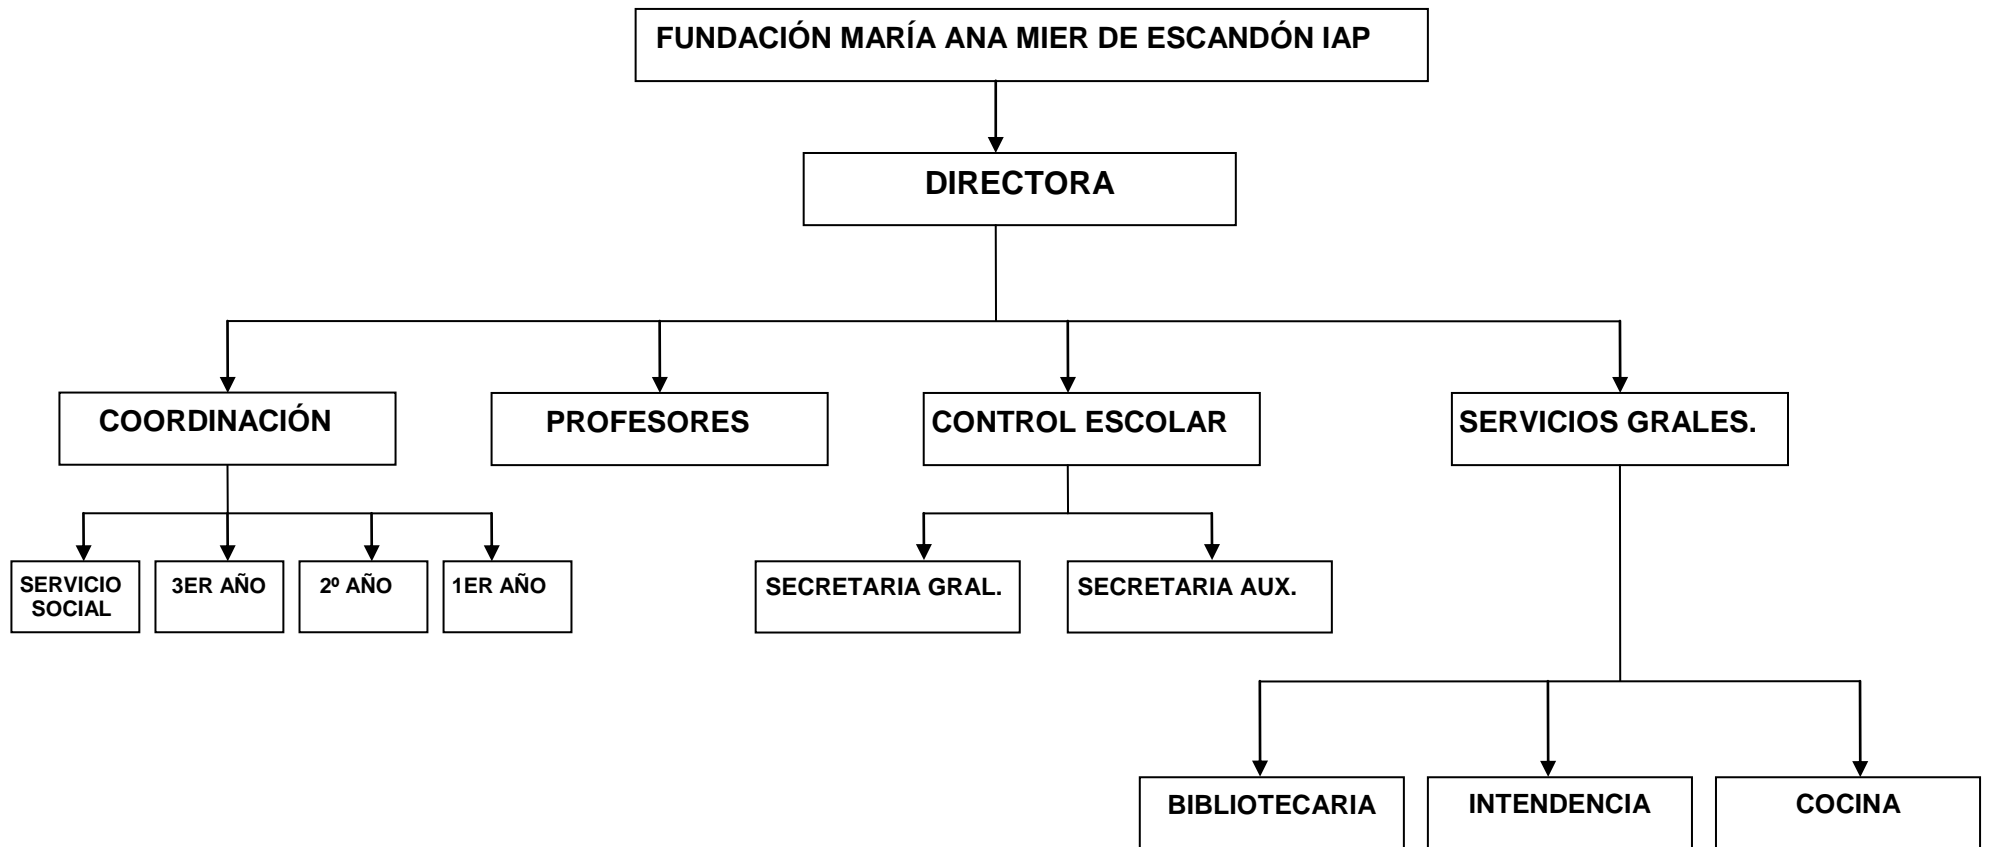 FUNDACIÓN MARÍA ANA MIER DE ESCANDÓN IAP
DIRECTORA
COORDINACIÓN
PROFESORES
CONTROL ESCOLAR
SERVICIOS GRALES.
SERVICIO
SOCIAL
3ER AÑO
2º AÑO
1ER AÑO
SECRETARIA GRAL.
SECRETARIA AUX.
BIBLIOTECARIA
INTENDENCIA
COCINA